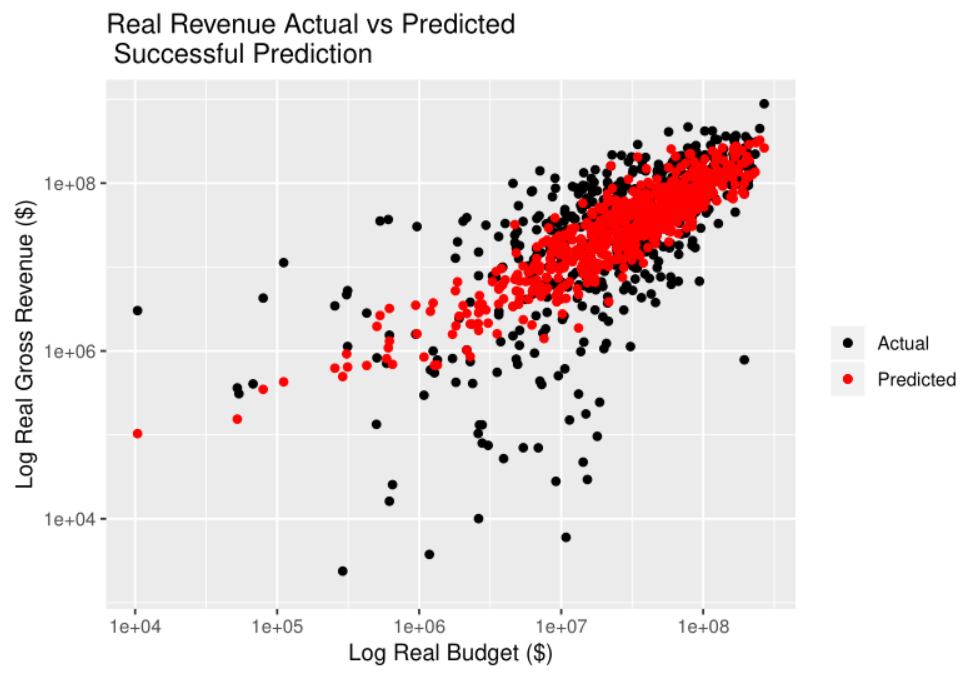 Real Revenue Actual vs Predicted
Successful Prediction
Log Real Gross Revenue ($)
1e+08
1e+06
1e+04
1e+04 1e+05 1e+06 1e+07 1e+08
Log Real Budget ($)
Actual
Predicted